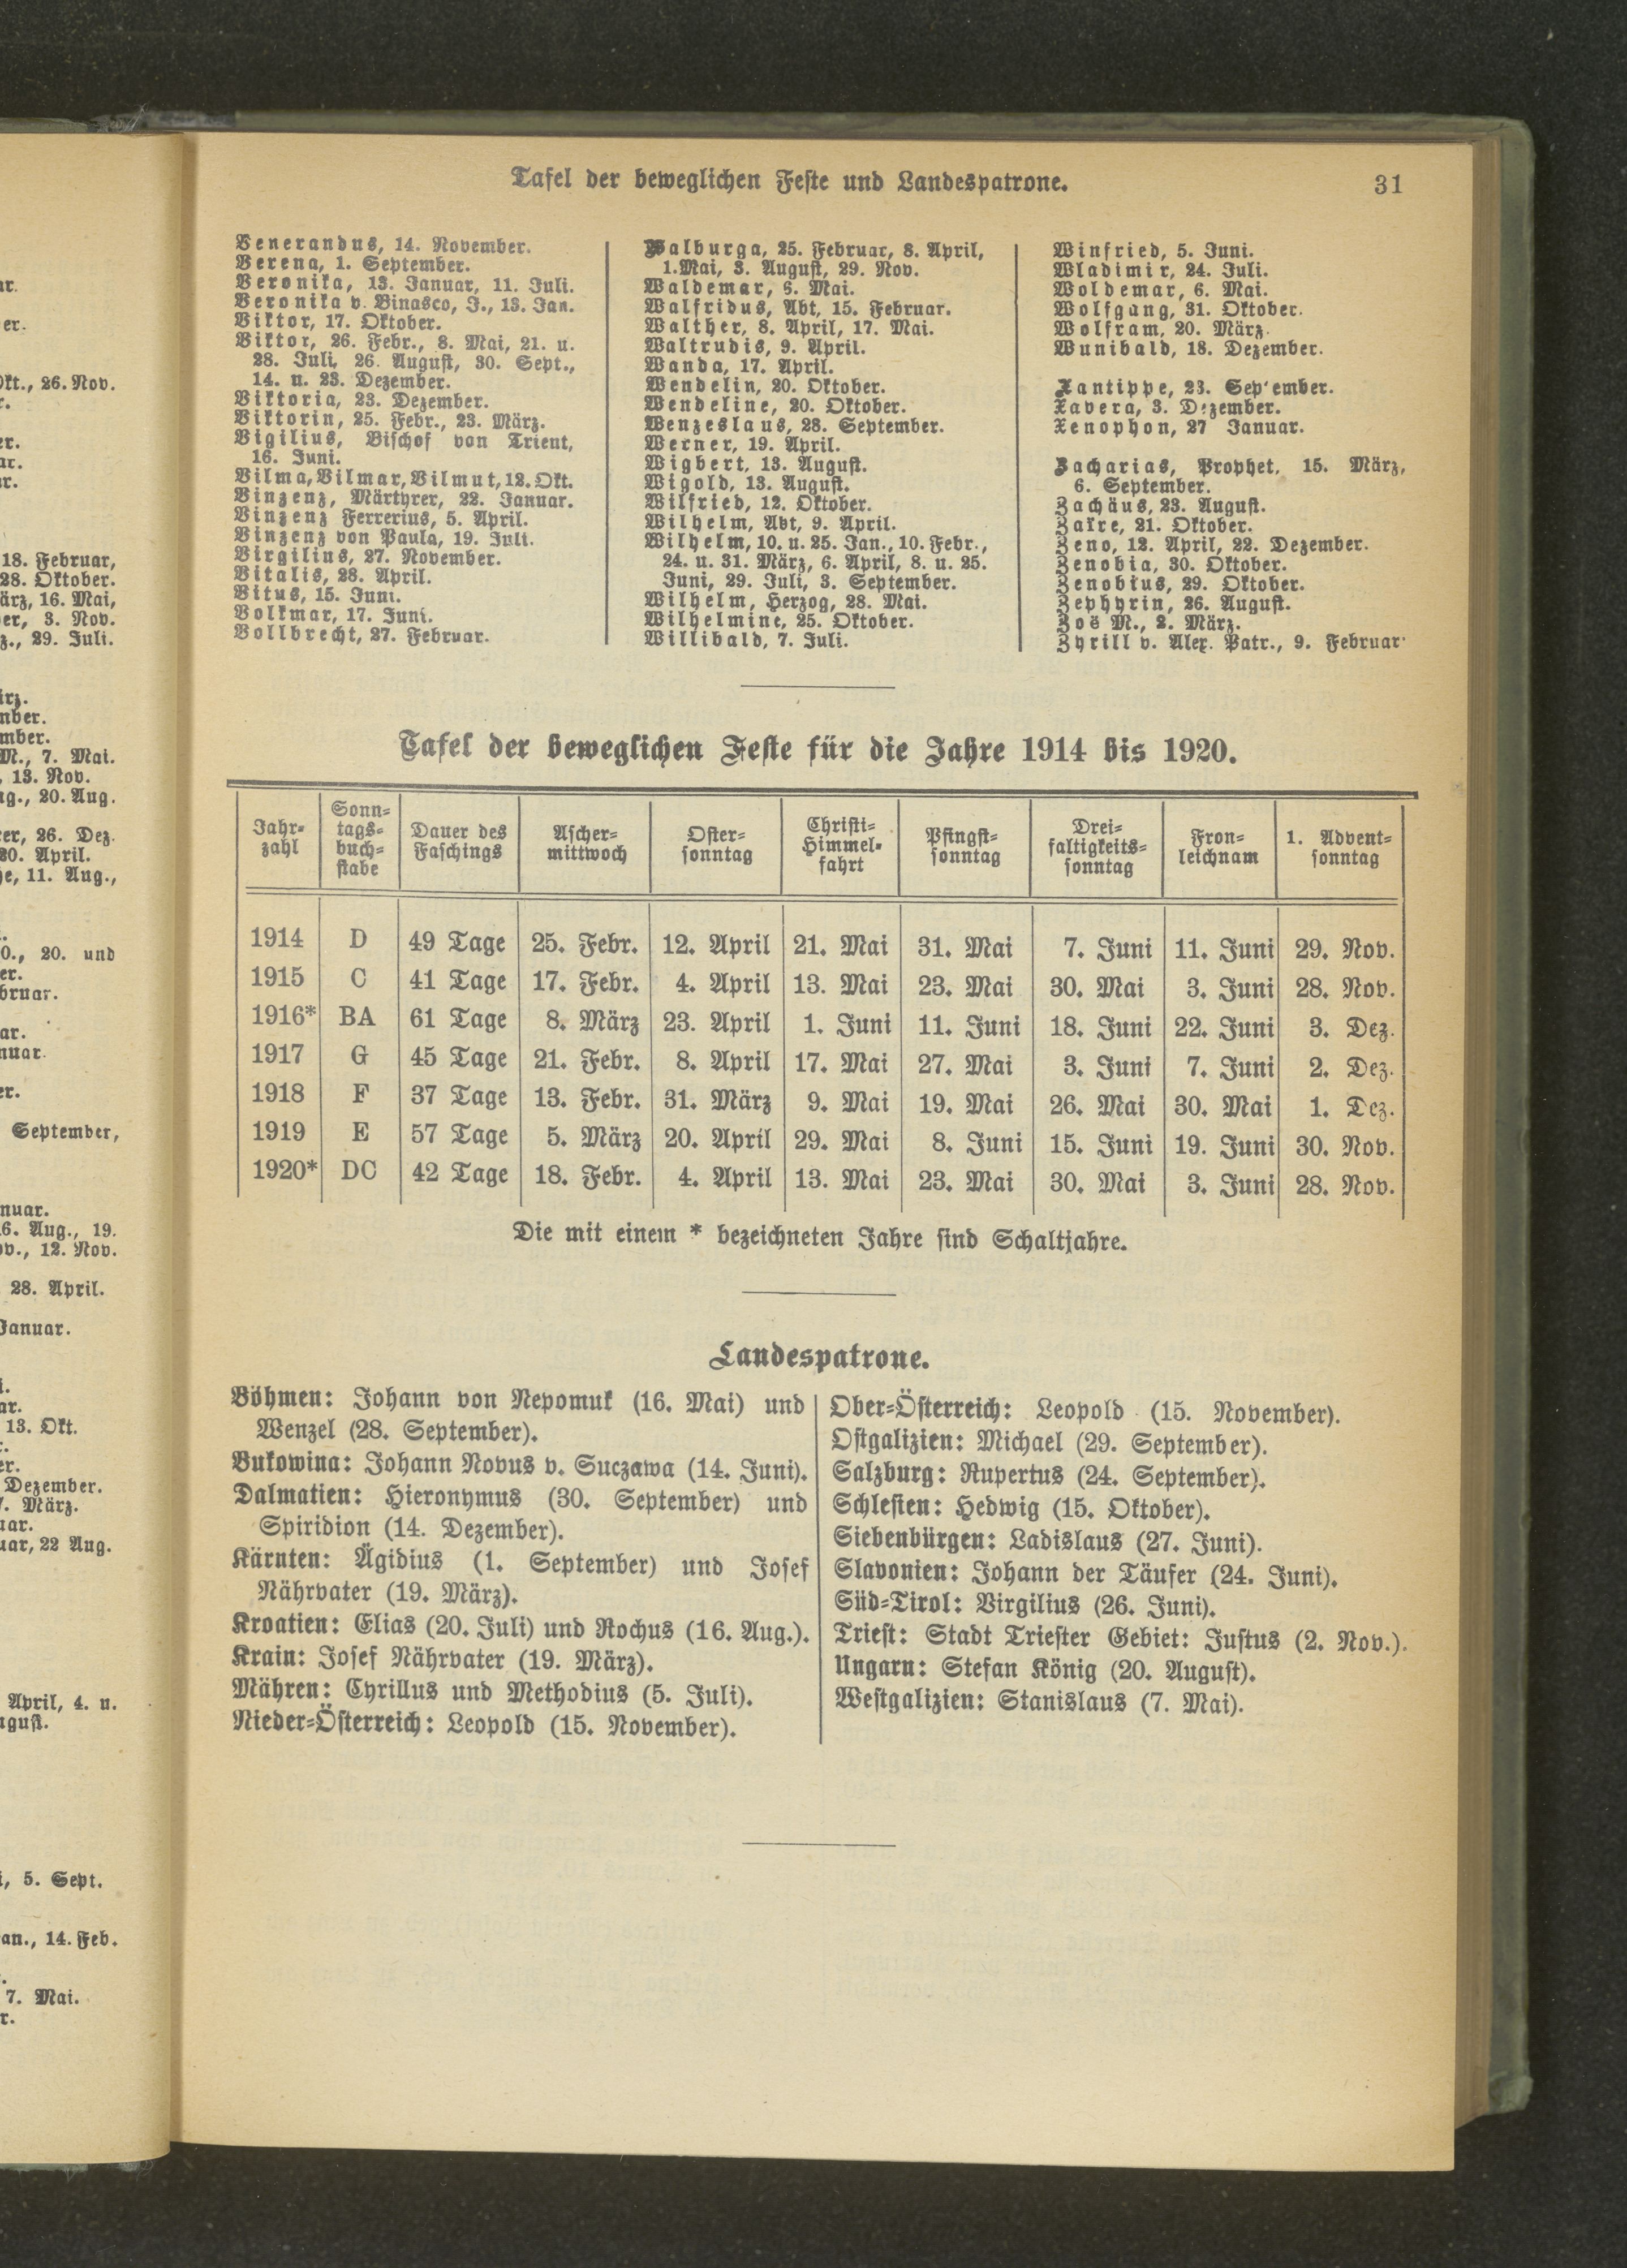 Tafel der beweglichen Feste und Landespatrone.
31
Venerandus, 14. November.
Verena, 1. September.
Veronika, 13. Januar, 11. Juli.
Veronika v. Binasco, J., 13. Jan.
Viktor, 17. Oktober.
Viktor, 26. Febr., 8. Mai, 21. u.
28. Juli, 26. August, 30. Sept.,
14. u. 23. Dezember.
Viktoria, 23. Dezember.
Viktorin, 25. Febr., 23. März.
Vigilius, Bischof von Trient,
16. Juni.
Vilma, Vilmar, Vilmut, 12. Okt.
Vinzenz, Märtyrer, 22. Januar.
Vinzenz Ferrerius, 5. April.
Vinzenz von Paula, 19. Juli.
Virgilius, 27. November.
Vitalis, 28. April.
Vitus, 15. Juni.
Volkmar, 17. Juni.
Vollbrecht, 27. Februar.
Walburga, 25. Februar, 8. April,
1. Mai, 3. August, 29. Nov.
Waldemar, 6. Mai.
Walfridus, Abt, 15. Februar.
Walther, 8. April, 17. Mai.
Waltrudis, 9. April.
Wanda, 17. April.
Wendelin, 20. Oktober.
Wendeline, 20. Oktober.
Wenzeslaus, 28. September.
Werner, 19. April.
Wigbert, 13. August.
Wigold, 13. August.
Wilfried, 12. Oktober.
Wilhelm, Abt, 9. April.
Wilhelm, 10. u. 25. Jan., 10. Febr.,
24. u. 31. März, 6. April, 8. u. 25.
Juni, 29. Juli, 3. September.
Wilhelm, Herzog, 28. Mai.
Wilhelmine, 25. Oktober.
Willibald, 7. Juli.
Winfried, 5. Juni.
Wladimir, 24. Juli.
Woldemar, 6. Mai.
Wolfgang, 31. Oktober.
Wolfram, 20. März.
Wunibald, 18. Dezember.
Xantippe, 23. September.
Xavera, 3. Dezember.
Xenophon, 27 Januar.
Zacharias, Prophet, 15. März,
6. September.
Zachäus, 23. August.
Zaïre, 21. Oktober.
Zeno, 12. April, 22. Dezember.
Zenobia, 30. Oktober.
Zenobius, 29. Oktober.
Zephyrin, 26. August.
Zoë M., 2. März.
Zyrill v. Alex. Patr., 9. Februar
Tafel der beweglichen Feste für die Jahre 1914 bis 1920.
Jahr-zahl | Sonn-tags-buch-stabe | Dauer des Faschings | Ascher-mittwoch | Oster-sonntag | Christi-Himmel-fahrt | Pfingst-sonntag | Drei-faltigkeits-sonntag | Fron-leichnam | 1. Advent-sonntag
1914 | D | 49 Tage | 25. Febr. | 12. April | 21. Mai | 31. Mai | 7. Juni | 11. Juni | 29. Nov.
1915 | C | 41 Tage | 17. Febr. | 4. April | 13. Mai | 23. Mai | 30. Mai | 3. Juni | 28. Nov.
1916* | BA | 61 Tage | 8. März | 23. April | 1. Juni | 11. Juni | 18. Juni | 22. Juni | 3. Dez.
1917 | G | 45 Tage | 21. Febr. | 8. April | 17. Mai | 27. Mai | 3. Juni | 7. Juni | 2. Dez.
1918 | F | 37 Tage | 13. Febr. | 31. März | 9. Mai | 19. Mai | 26. Mai | 30. Mai | 1. Dez.
1919 | E | 57 Tage | 5. März | 20. April | 29. Mai | 8. Juni | 15. Juni | 19. Juni | 30. Nov.
1920* | DC | 42 Tage | 18. Febr. | 4. April | 13. Mai | 23. Mai | 30. Mai | 3. Juni | 28. Nov.
Die mit einem * bezeichneten Jahre sind Schaltjahre.
Landespatrone.
Böhmen: Johann von Nepomuk (16. Mai) und
Wenzel (28. September).
Bukowina: Johann Novus v. Suczawa (14. Juni).
Dalmatien: Hieronymus (30. September) und
Spiridion (14. Dezember).
Kärnten: Ägidius (1. September) und Josef
Nährvater (19. März).
Kroatien: Elias (20. Juli) und Rochus (16. Aug.).
Krain: Josef Nährvater (19. März).
Mähren: Cyrillus und Methodius (5. Juli).
Nieder-Österreich: Leopold (15. November).
Ober-Österreich: Leopold (15. November).
Ostgalizien: Michael (29. September).
Salzburg: Rupertus (24. September).
Schlesien: Hedwig (15. Oktober).
Siebenbürgen: Ladislaus (27. Juni).
Slavonien: Johann der Täufer (24. Juni).
Süd-Tirol: Virgilius (26. Juni).
Triest: Stadt Triester Gebiet: Justus (2. Nov.).
Ungarn: Stefan König (20. August).
Westgalizien: Stanislaus (7. Mai).